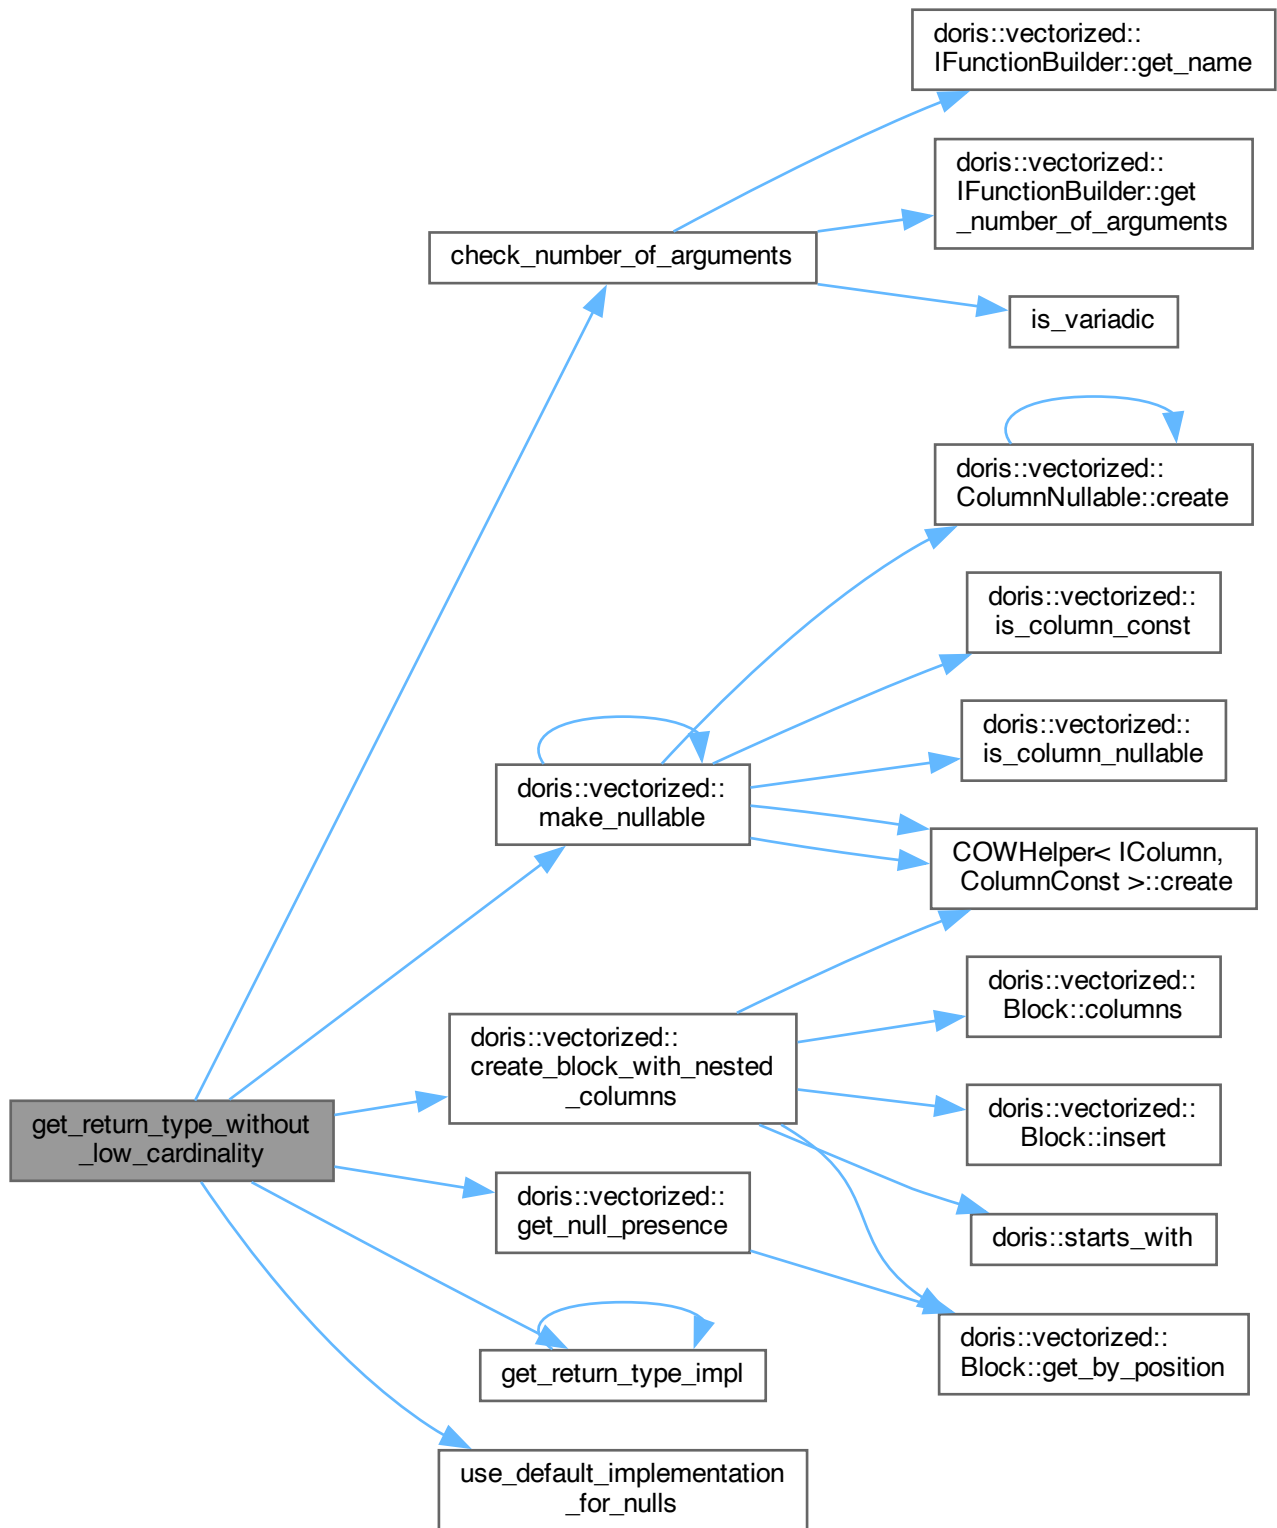 doris::vectorized::
IFunctionBuilder::get_name
doris::vectorized::
IFunctionBuilder::get
_number_of_arguments
check_number_of_arguments
is_variadic
doris::vectorized::
ColumnNullable::create
doris::vectorized::
is_column_const
doris::vectorized::
is_column_nullable
doris::vectorized::
make_nullable
COWHelper< IColumn,
ColumnConst >::create
doris::vectorized::
Block::columns
doris::vectorized::
create_block_with_nested
_columns
doris::vectorized::
Block::insert
get_return_type_without
_low_cardinality
doris::vectorized::
get_null_presence
doris::starts_with
doris::vectorized::
Block::get_by_position
get_return_type_impl
use_default_implementation
_for_nulls